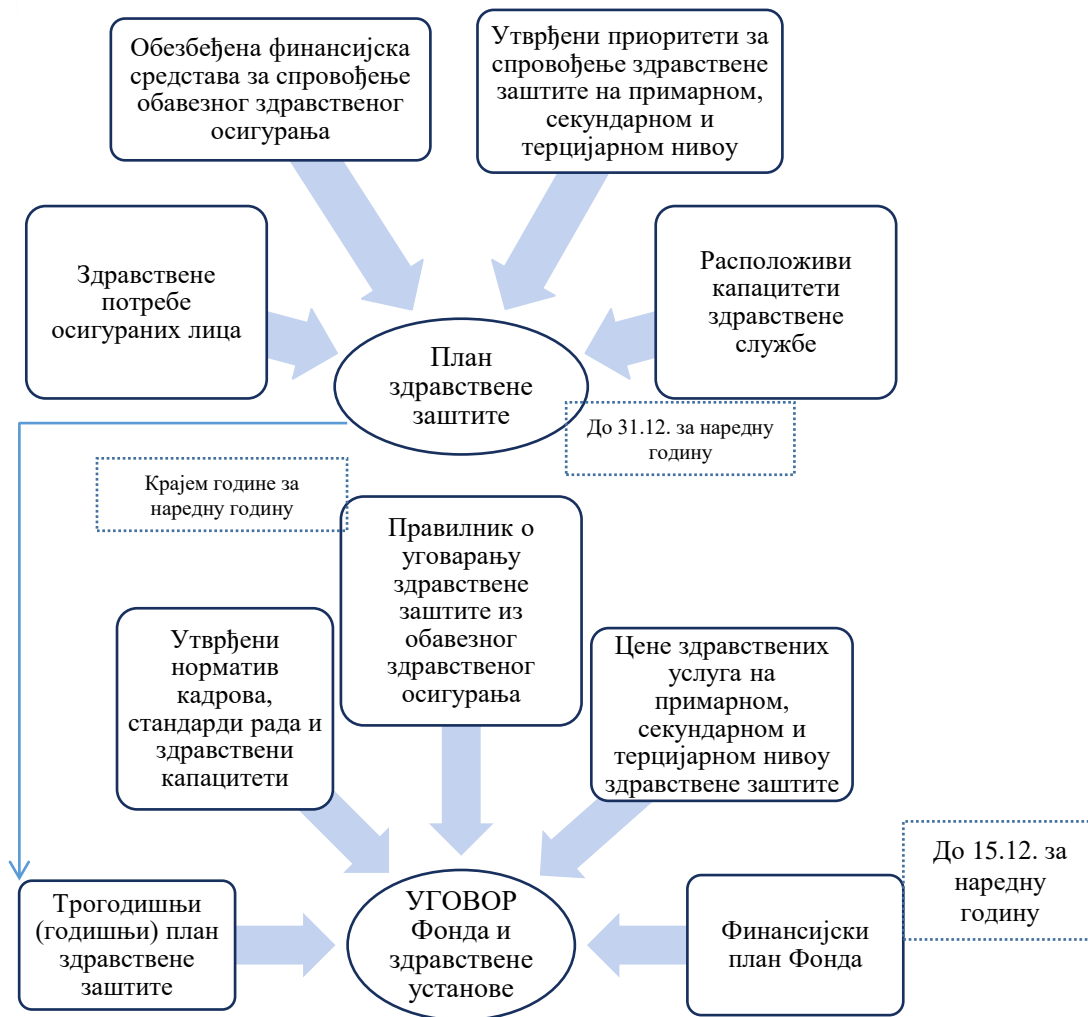 Обезбеђена финансијска
средства за спровођење
обавезног здравственог
осигурања
Утврђени приоритети за
спровођење здравствене
заштите на примарном,
секундарном и
терцијарном нивоу
Здравствене
потребе
осигураних лица
Расположиви
капацитети
здравствене
службе
План
здравствене
заштите
До 31.12. за наредну
годину
Крајем године за
наредну годину
Правилник о
уговарању
здравствене
заштите из
обавезног
здравственог
осигурања
Утврђени
норматив
кадрова,
стандарди рада и
здравствени
капацитети
Цене здравствених
услуга на
примарном,
секундарном и
терцијарном нивоу
здравствене заштите
До 15.12. за
наредну
годину
Трогодишњи
(годишњи) план
здравствене
заштите
УГОВОР
Фонда и
здравствене
установе
Финансијски
план Фонда